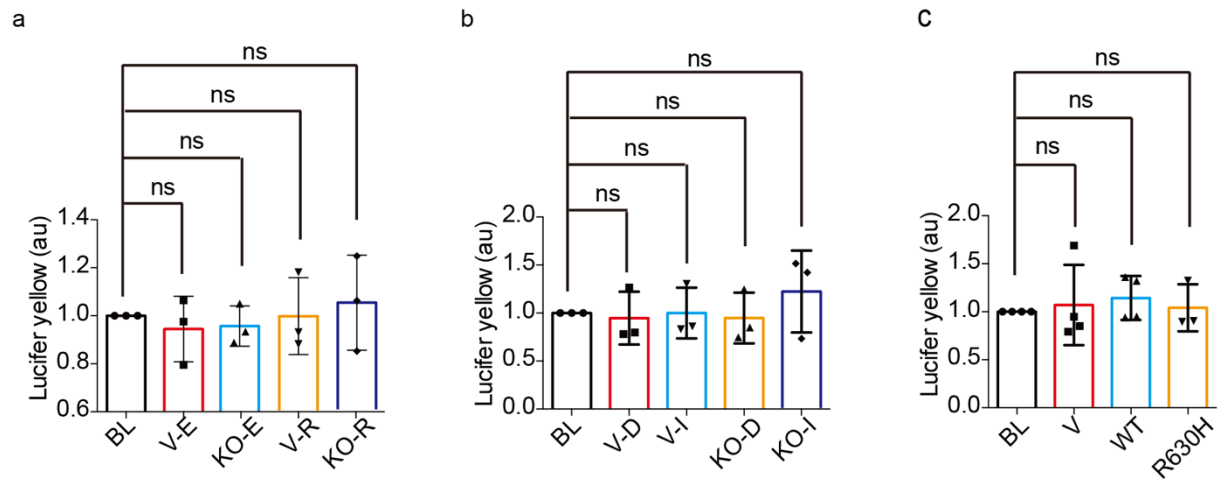 a
ns
ns
ns
ns
Lucifer yellow (au)
1.4
1.2
1.0
0.8
0.6
BL
V-E
KO-E
V-R
KO-R
b
ns
ns
ns
ns
Lucifer yellow (au)
2.0
1.5
1.0
0.5
0.0
BL
V-D
V-I
KO-D
KO-I
c
ns
ns
ns
Lucifer yellow (au)
2.0
1.5
1.0
0.5
0.0
BL
V
WT
R630H